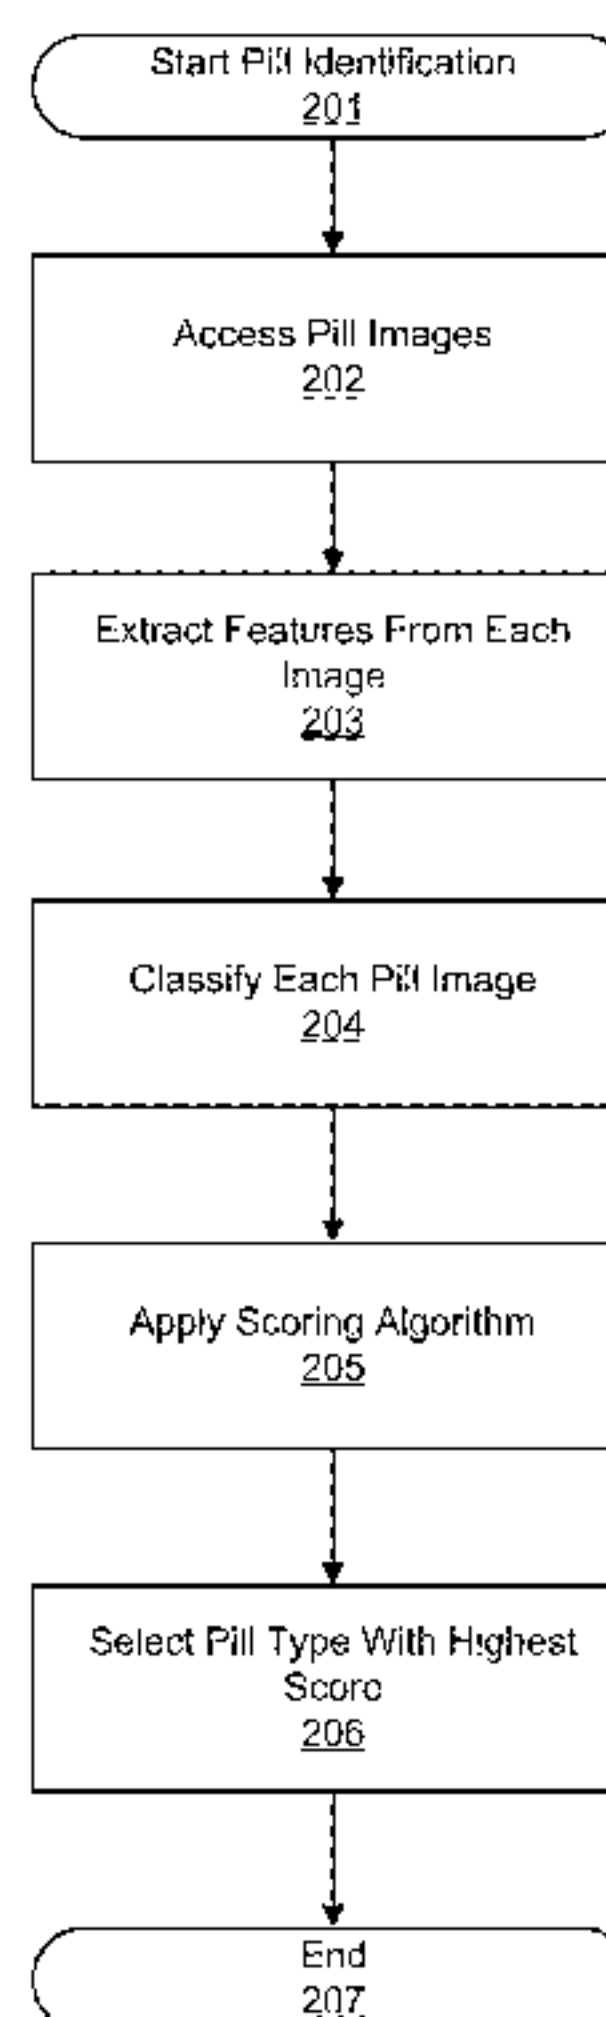 Start Pill Identification
201
Access Pill Images
202
Extract Features From Each
Image
203
Classify Each Pill Image
204
Apply Scoring Algorithm
205
Select Pill Type With Highest
Score
206
End
207